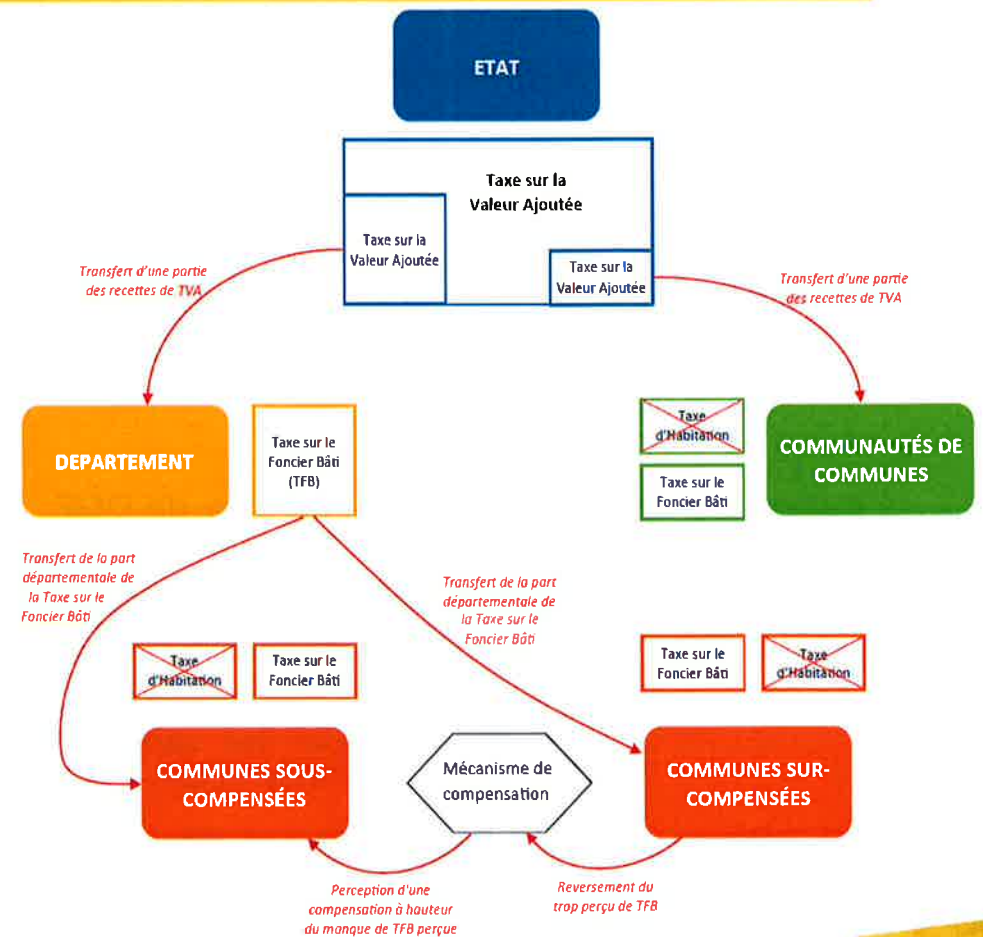 ETAT
Taxe sur la
Valeur Ajoutée
Taxe sur la
Valeur Ajoutée
Taxe sur la
Valeur Ajoutée
Transfert d'une partie
des recettes de TVA
Transfert d'une partie
des recettes de TVA
DEPARTEMENT
Taxe sur le
Foncier Bâti
(TFB)
Taxe
d'Habitation
Taxe sur le
Foncier Bâti
COMMUNAUTÉS DE
COMMUNES
Transfert de la part
départementale de
la Taxe sur le
Foncier Bâti
Transfert de la part
départementale de
la Taxe sur le
Foncier Bâti
Taxe
d'Habitation
Taxe sur le
Foncier Bâti
Taxe sur le
Foncier Bâti
Taxe
d'Habitation
COMMUNES SOUS-
COMPENSÉES
Mécanisme de
compensation
COMMUNES SUR-
COMPENSÉES
Perception d'une
compensation à hauteur
du manque de TFB perçue
Reversement du
trop perçu de TFB